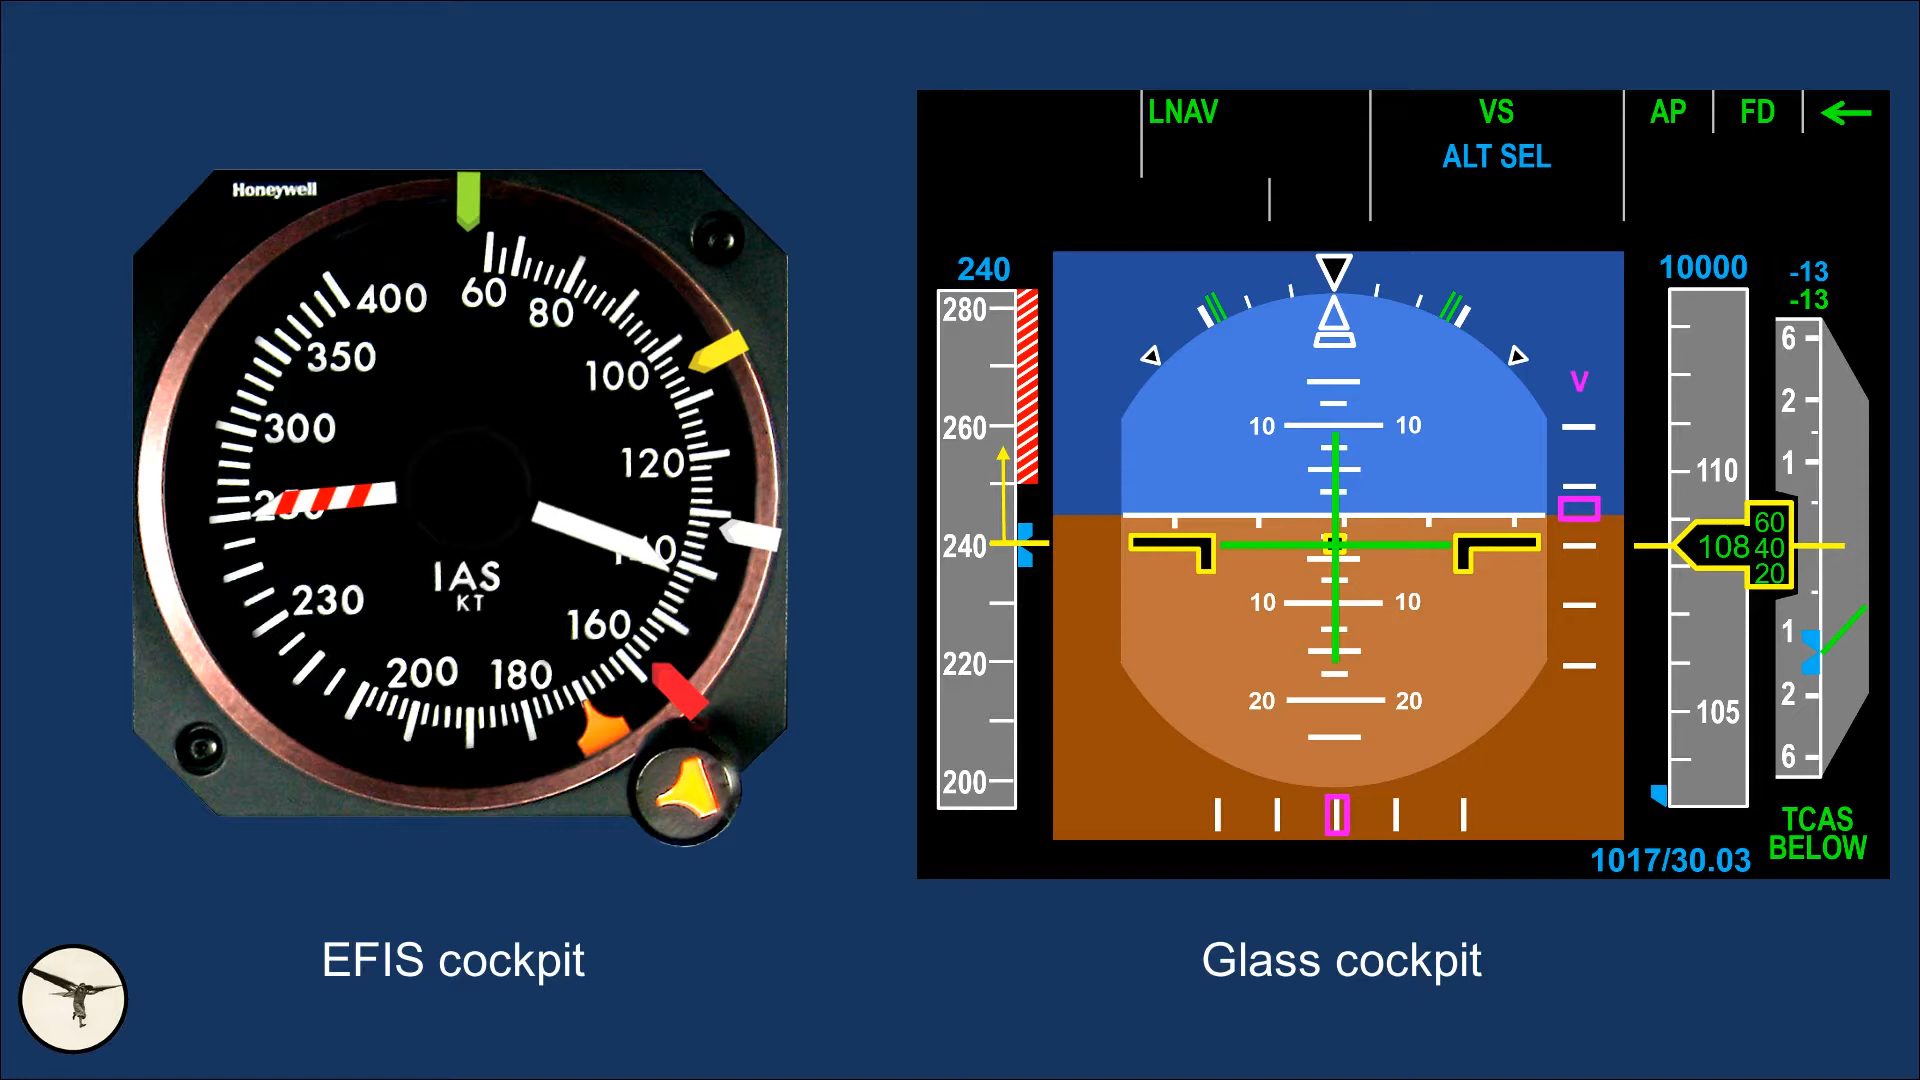 Honeywell
60
80
100
120
140
160
180
200
230
250
300
350
400
IAS
KT
EFIS cockpit
LNAV
VS
AP
FD
ALT SEL
240
280
260
240
220
200
10 10
10 10
20 20
V
10000
110
105
108
60
40
20
-13
-13
6
2
1
1
2
6
TCAS
BELOW
1017/30.03
Glass cockpit